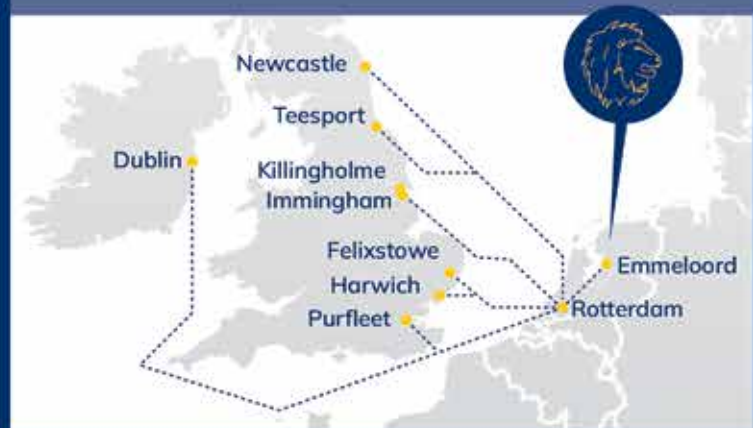 Newcastle
Teesport
Dublin
Killingholme
Immingham
Felixstowe
Harwich
Purfleet
Emmeloord
Rotterdam